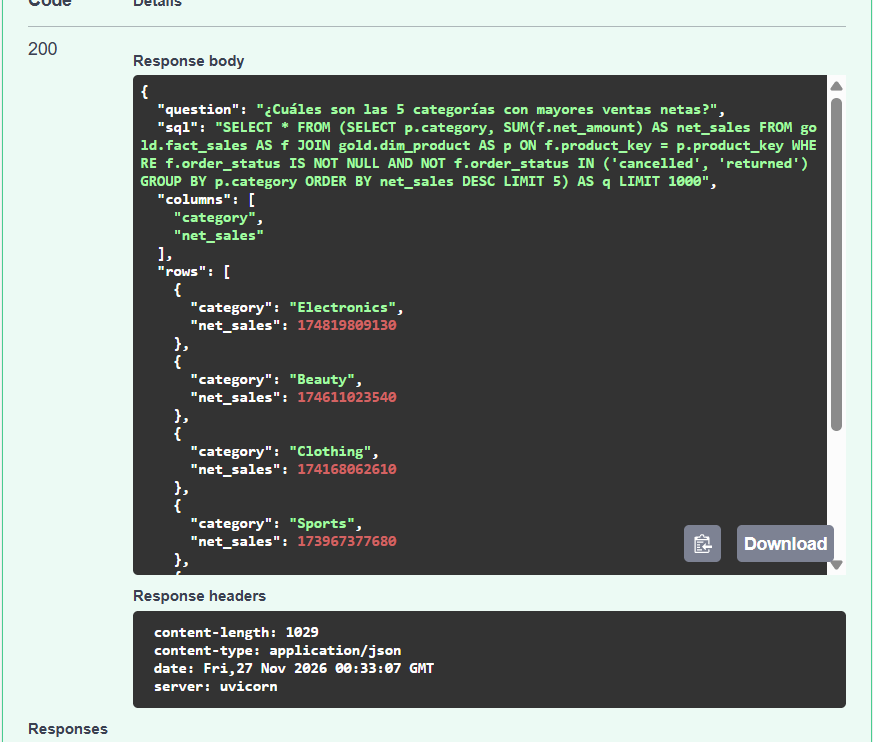 Code Details
200
Response body
{
"question": "¿Cuáles son las 5 categorías con mayores ventas netas?",
"sql": "SELECT * FROM (SELECT p.category, SUM(f.net_amount) AS net_sales FROM go
ld.fact_sales AS f JOIN gold.dim_product AS p ON f.product_key = p.product_key WHE
RE f.order_status IS NOT NULL AND NOT f.order_status IN ('cancelled', 'returned')
GROUP BY p.category ORDER BY net_sales DESC LIMIT 5) AS q LIMIT 1000",
"columns": [
"category",
"net_sales"
],
"rows": [
{
"category": "Electronics",
"net_sales": 174819809130
},
{
"category": "Beauty",
"net_sales": 174611023540
},
{
"category": "Clothing",
"net_sales": 174168062610
},
{
"category": "Sports",
"net_sales": 173967377680
},
{
Download
Response headers
content-length: 1029
content-type: application/json
date: Fri,27 Nov 2026 00:33:07 GMT
server: uvicorn
Responses